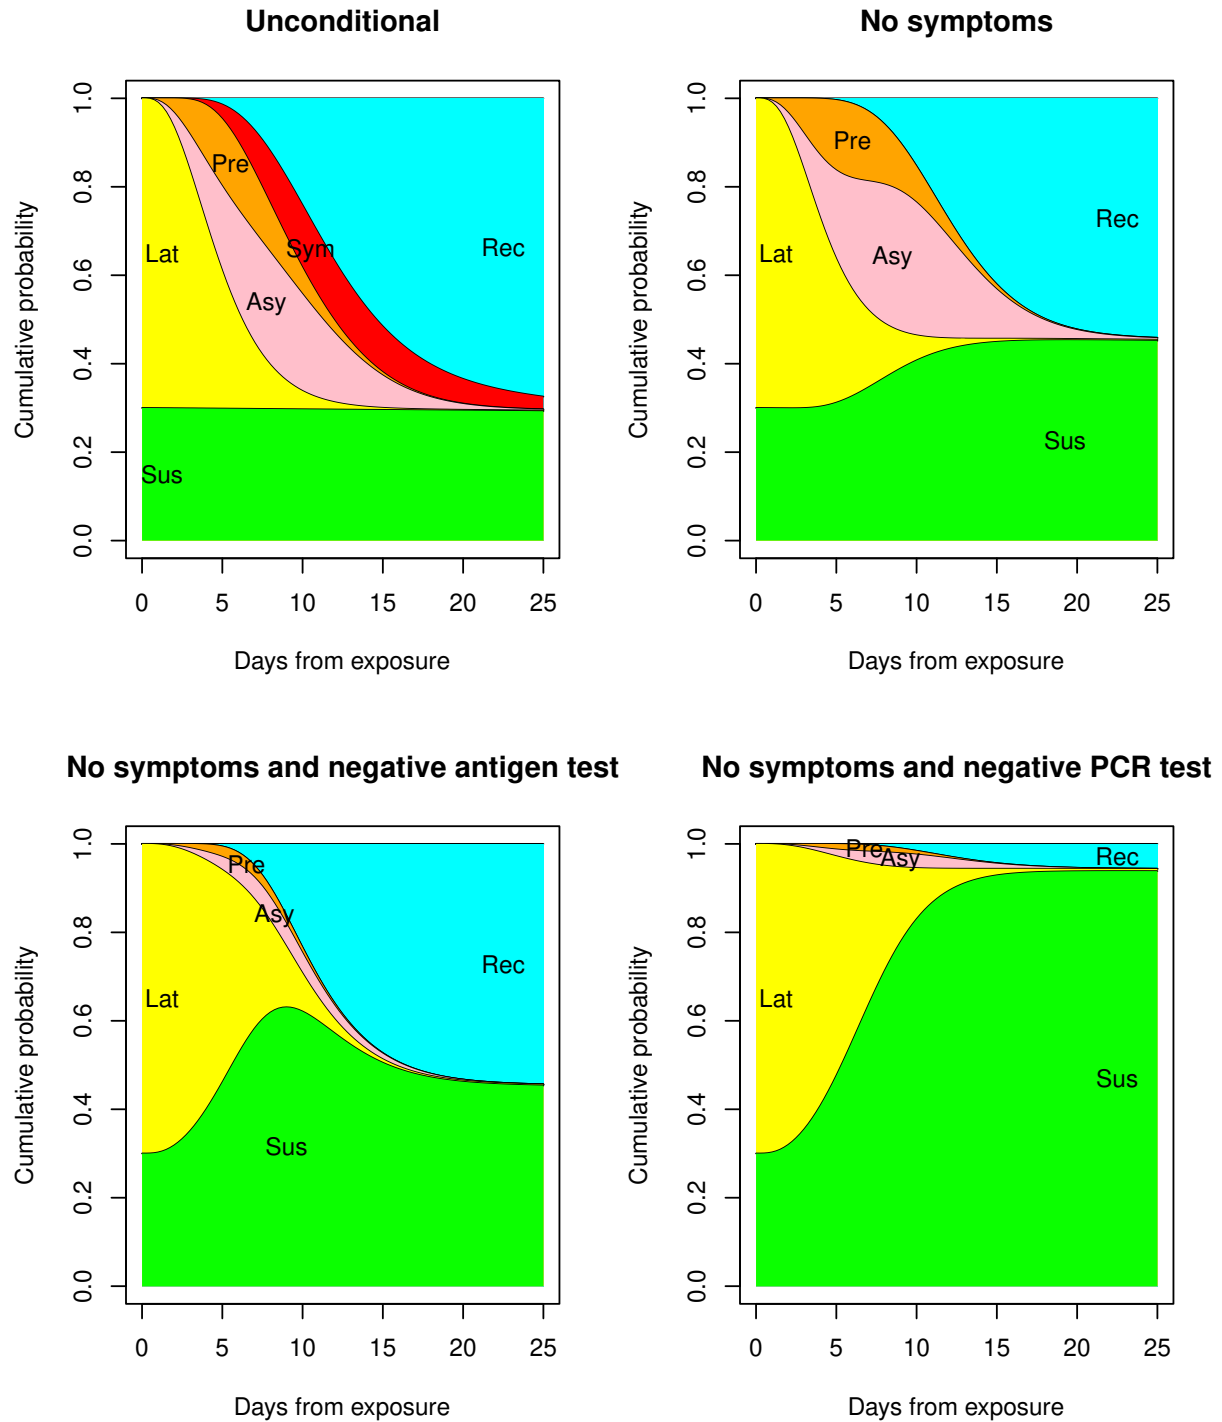 Unconditional
Cumulative probability
1.0
0.8
0.6
0.4
0.2
0.0
Lat
Pre
Sym
Rec
Asy
Sus
0 5 10 15 20 25
Days from exposure
No symptoms
Cumulative probability
1.0
0.8
0.6
0.4
0.2
0.0
Pre
Rec
Lat
Asy
Sus
0 5 10 15 20 25
Days from exposure
No symptoms and negative antigen test
Cumulative probability
1.0
0.8
0.6
0.4
0.2
0.0
Pre
Asy
Rec
Lat
Sus
0 5 10 15 20 25
Days from exposure
No symptoms and negative PCR test
Cumulative probability
1.0
0.8
0.6
0.4
0.2
0.0
Pre
Asy
Rec
Lat
Sus
0 5 10 15 20 25
Days from exposure